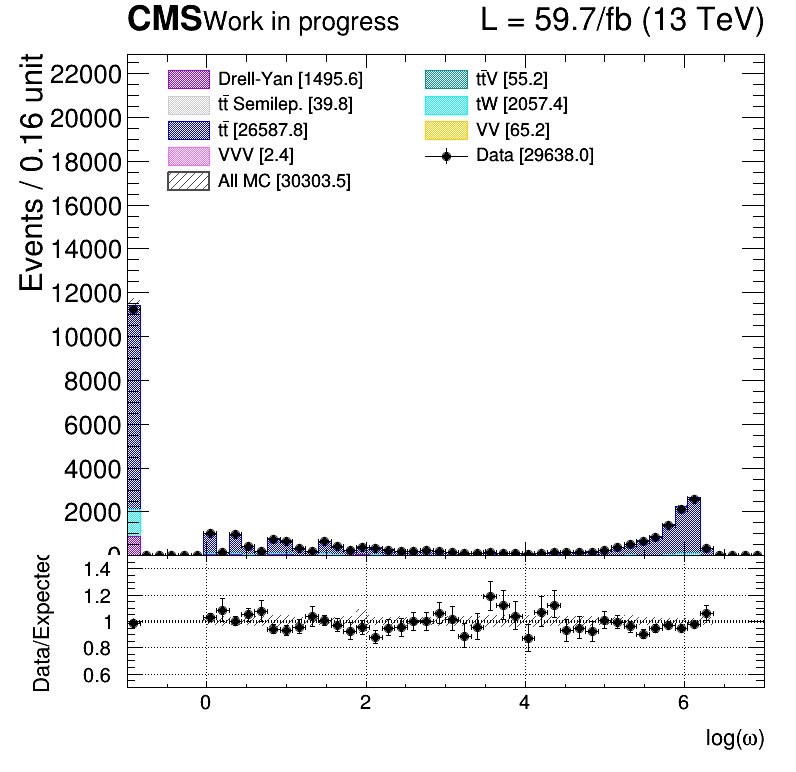 CMS Work in progress L = 59.7/fb (13 TeV)
Events / 0.16 unit
22000
20000
18000
16000
14000
12000
10000
8000
6000
4000
2000
0
Drell-Yan [1495.6]
tt̄ Semilep. [39.8]
tt̄ [26587.8]
VVV [2.4]
All MC [30303.5]
tt̄V [55.2]
tW [2057.4]
VV [65.2]
Data [29638.0]
Data/Expected
1.4
1.2
1
0.8
0.6
0 2 4 6
log(ω)